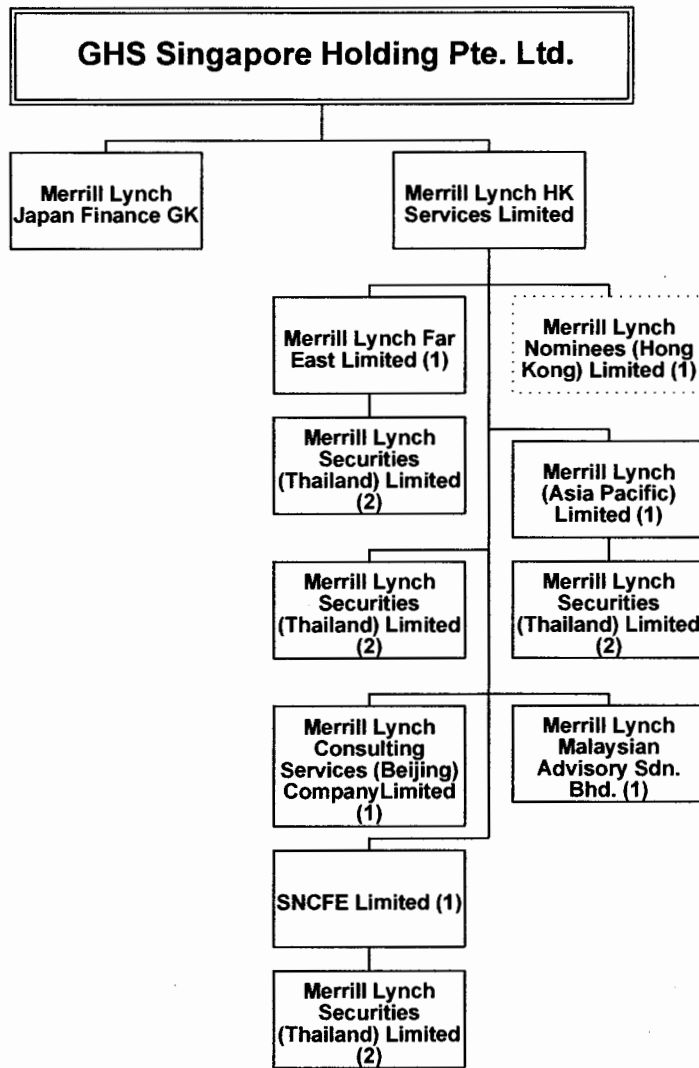 GHS Singapore Holding Pte. Ltd.
Merrill Lynch
Japan Finance GK
Merrill Lynch HK
Services Limited
Merrill Lynch Far
East Limited (1)
Merrill Lynch
Nominees (Hong
Kong) Limited (1)
Merrill Lynch
Securities
(Thailand) Limited
(2)
Merrill Lynch
(Asia Pacific)
Limited (1)
Merrill Lynch
Securities
(Thailand) Limited
(2)
Merrill Lynch
Securities
(Thailand) Limited
(2)
Merrill Lynch
Consulting
Services (Beijing)
CompanyLimited
(1)
Merrill Lynch
Malaysian
Advisory Sdn.
Bhd. (1)
SNCFE Limited (1)
Merrill Lynch
Securities
(Thailand) Limited
(2)